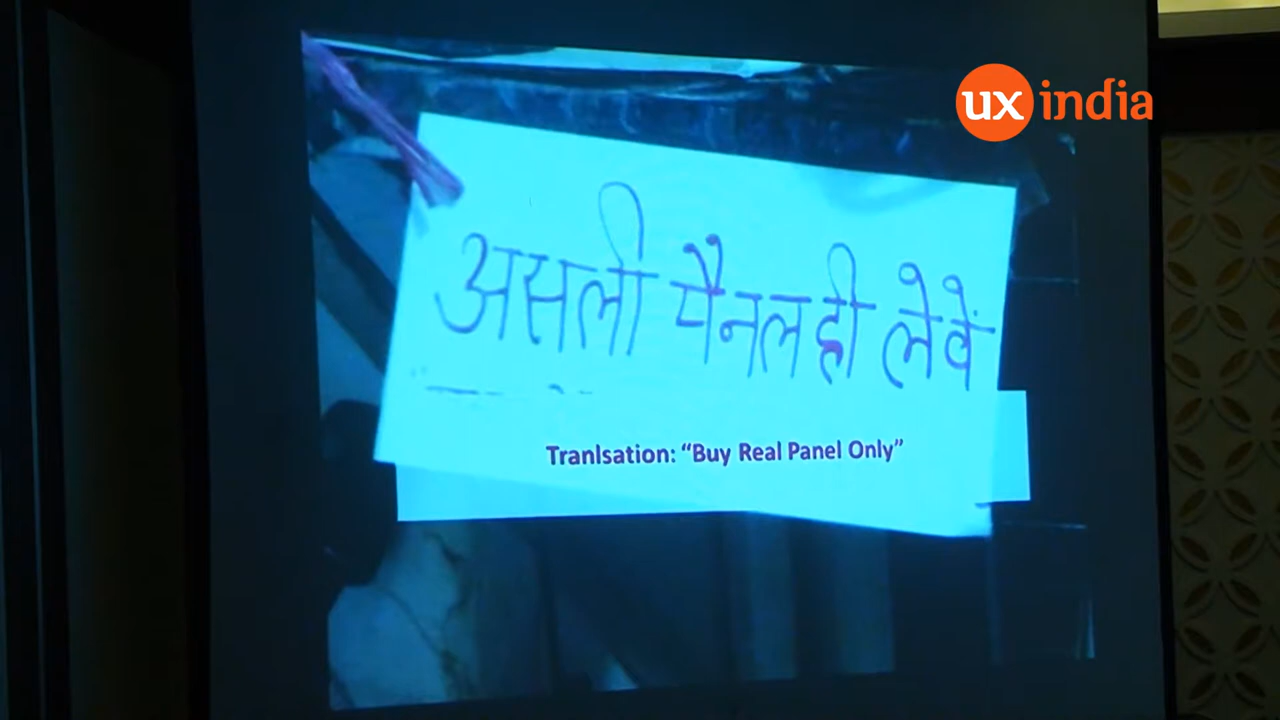 ux india
असली पैनल ही लेवें
Tranlsation: “Buy Real Panel Only”